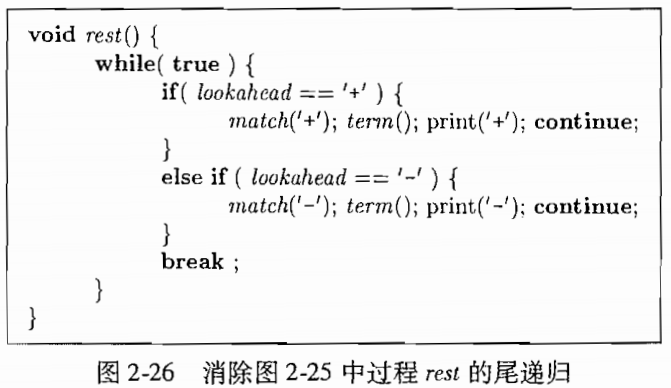 void rest() {
while( true ) {
if( lookahead == '+' ) {
match('+'); term(); print('+'); continue;
}
else if ( lookahead == '-' ) {
match('-'); term(); print('-'); continue;
}
break ;
}
}
图 2-26 消除图 2-25 中过程 rest 的尾递归